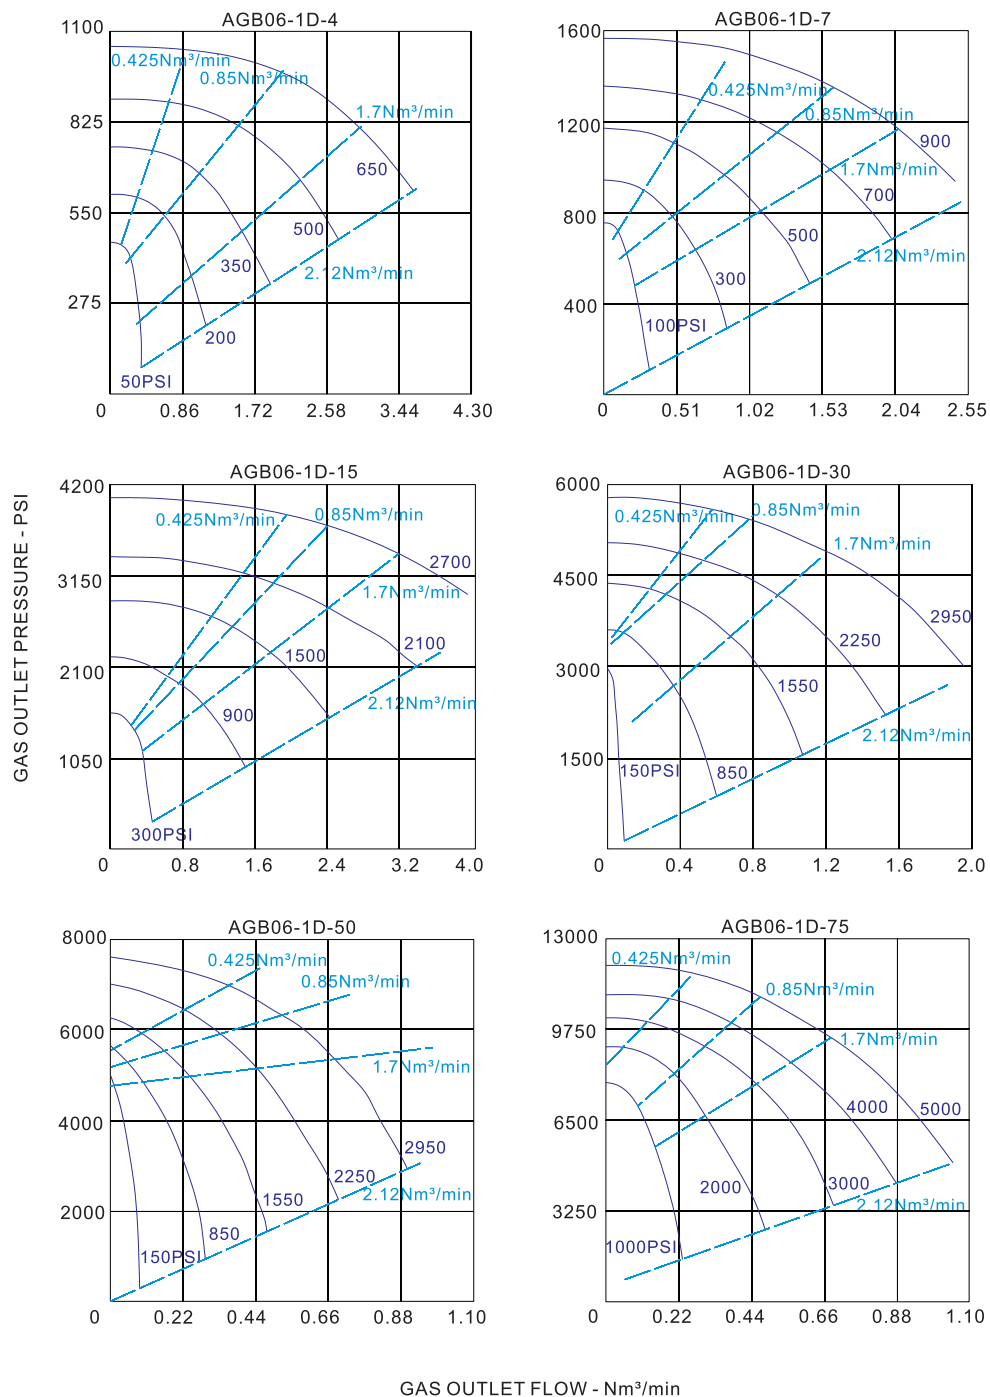 AGB06-1D-4
1100
825
550
275
0.425Nm³/min
0.85Nm³/min
1.7Nm³/min
650
500
350
2.12Nm³/min
200
50PSI
0 0.86 1.72 2.58 3.44 4.30
AGB06-1D-7
1600
1200
800
400
0.425Nm³/min
0.85Nm³/min
900
1.7Nm³/min
700
500
2.12Nm³/min
300
100PSI
0 0.51 1.02 1.53 2.04 2.55
GAS OUTLET PRESSURE - PSI
AGB06-1D-15
4200
3150
2100
1050
0.425Nm³/min
0.85Nm³/min
2700
1.7Nm³/min
2100
1500
2.12Nm³/min
900
300PSI
0 0.8 1.6 2.4 3.2 4.0
AGB06-1D-30
6000
4500
3000
1500
0.425Nm³/min
0.85Nm³/min
1.7Nm³/min
2950
2250
1550
2.12Nm³/min
150PSI
850
0 0.4 0.8 1.2 1.6 2.0
AGB06-1D-50
8000
6000
4000
2000
0.425Nm³/min
0.85Nm³/min
1.7Nm³/min
2950
2250
2.12Nm³/min
1550
850
150PSI
0 0.22 0.44 0.66 0.88 1.10
AGB06-1D-75
13000
9750
6500
3250
0.425Nm³/min
0.85Nm³/min
1.7Nm³/min
4000
5000
2000
3000
2.12Nm³/min
1000PSI
0 0.22 0.44 0.66 0.88 1.10
GAS OUTLET FLOW - Nm³/min